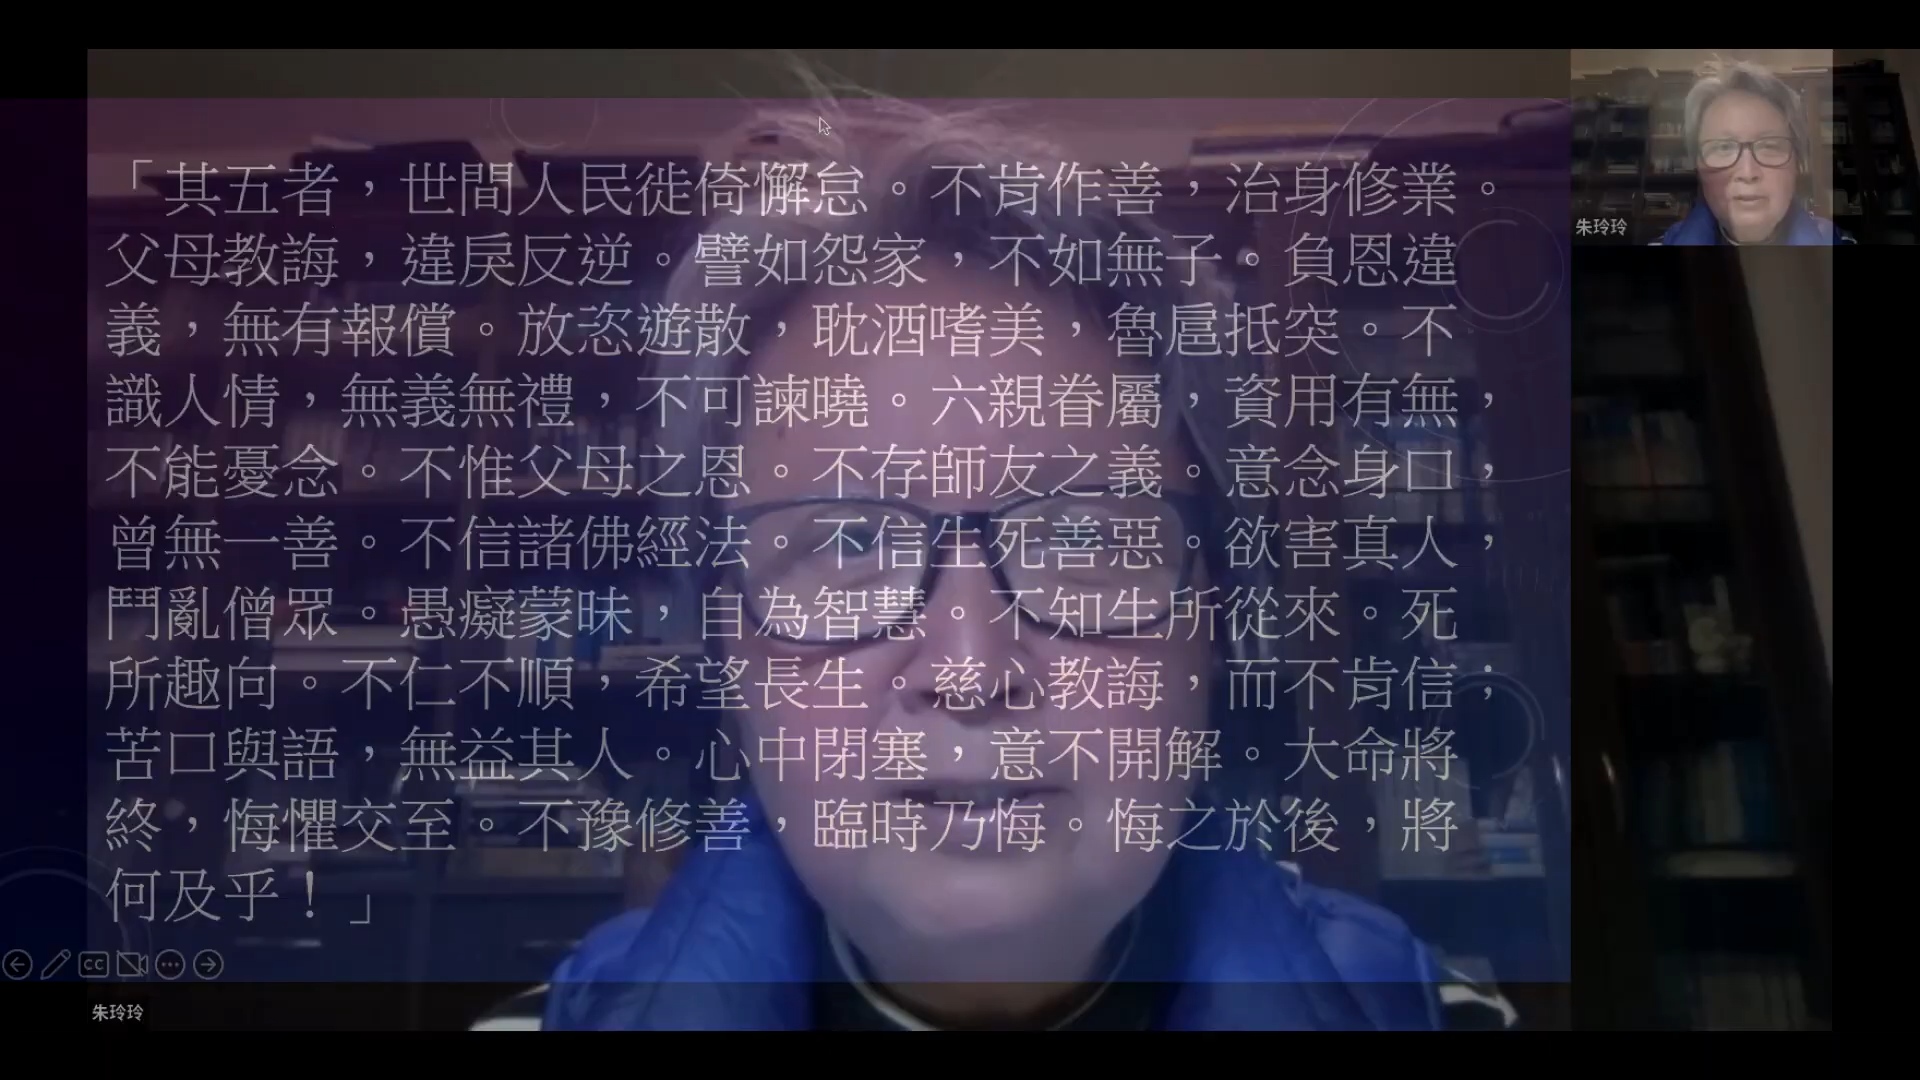 「其五者，世間人民徙倚懈怠。不肯作善，治身修業。
父母教誨，違戾反逆。譬如怨家，不如無子。負恩違
義，無有報償。放恣遊散，耽酒嗜美，魯扈抵突。不
識人情，無義無禮，不可諫曉。六親眷屬，資用有無，
不能憂念。不惟父母之恩。不存師友之義。意念身口，
曾無一善。不信諸佛經法。不信生死善惡。欲害真人，
鬥亂僧眾。愚癡蒙昧，自為智慧。不知生所從來。死
所趣向。不仁不順，希望長生。慈心教誨，而不肯信；
苦口與語，無益其人。心中閉塞，意不開解。大命將
終，悔懼交至。不豫修善，臨時乃悔。悔之於後，將
何及乎！」
朱玲玲
CC
朱玲玲